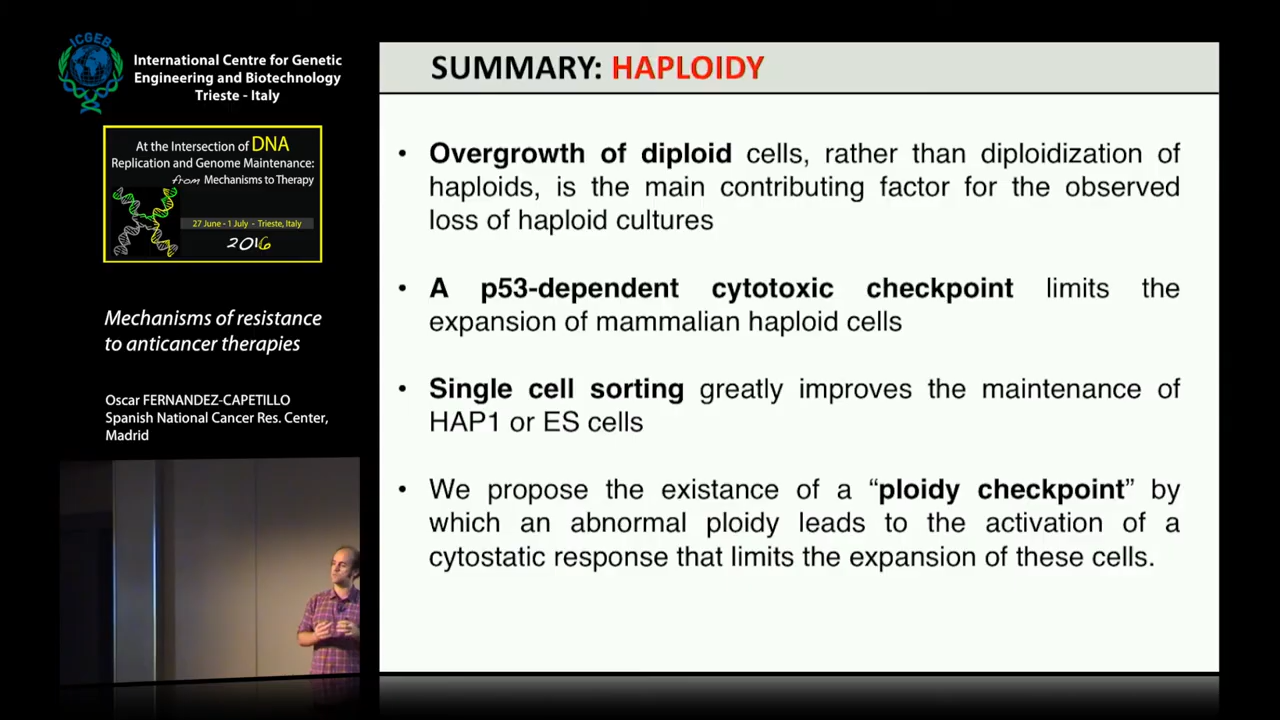 ICGEB
International Centre for Genetic
Engineering and Biotechnology
Trieste - Italy
At the Intersection of DNA
Replication and Genome Maintenance:
from Mechanisms to Therapy
27 June - 1 July - Trieste, Italy
2016
Mechanisms of resistance
to anticancer therapies
Oscar FERNANDEZ-CAPETILLO
Spanish National Cancer Res. Center,
Madrid
SUMMARY: HAPLOIDY
• Overgrowth of diploid cells, rather than diploidization of
haploids, is the main contributing factor for the observed
loss of haploid cultures
• A p53-dependent cytotoxic checkpoint limits the
expansion of mammalian haploid cells
• Single cell sorting greatly improves the maintenance of
HAP1 or ES cells
• We propose the existance of a “ploidy checkpoint” by
which an abnormal ploidy leads to the activation of a
cytostatic response that limits the expansion of these cells.